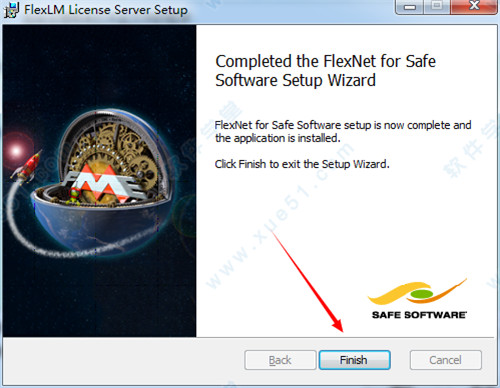 FlexLM License Server Setup
Completed the FlexNet for Safe
Software Setup Wizard
FlexNet for Safe Software setup is now complete and
the application is installed.
Click Finish to exit the Setup Wizard.
FME
www.xue51.com
软件学堂
SAFE SOFTWARE
Back
Finish
Cancel